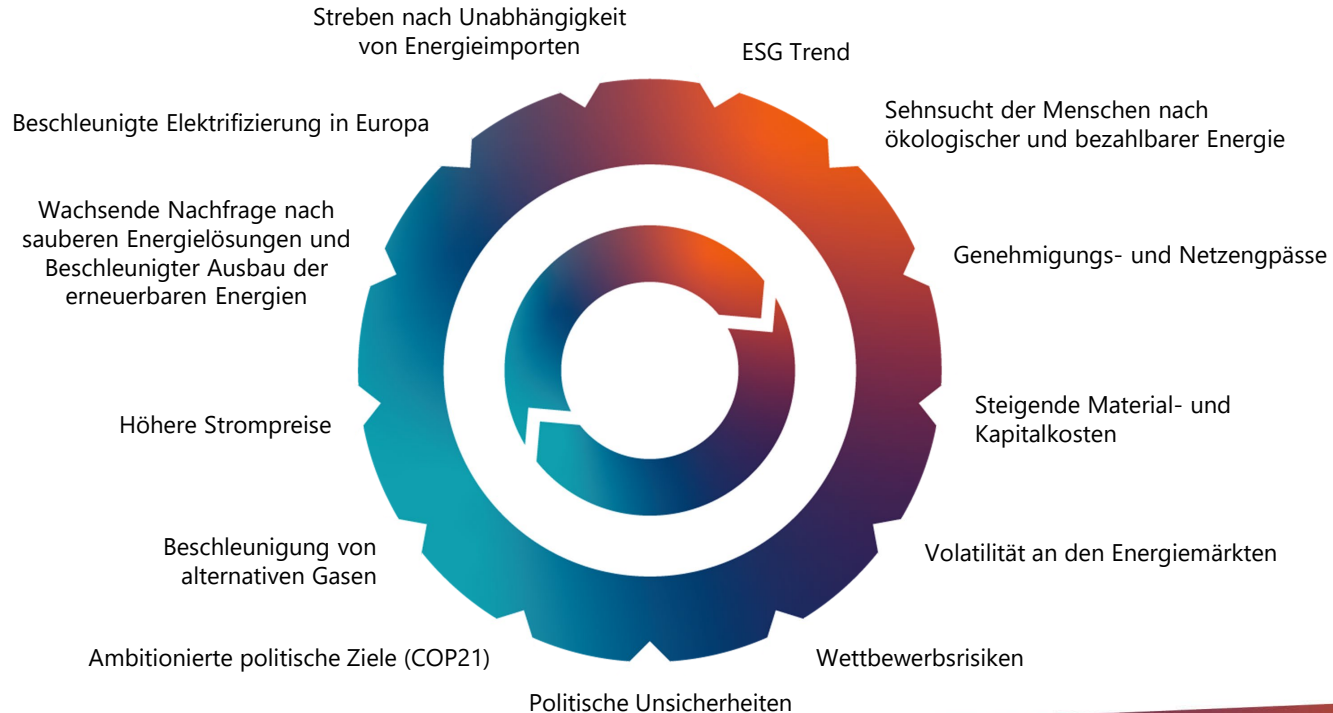 Streben nach Unabhängigkeit
von Energieimporten
ESG Trend
Sehnsucht der Menschen nach
ökologischer und bezahlbarer Energie
Genehmigungs- und Netzengpässe
Steigende Material- und
Kapitalkosten
Volatilität an den Energiemärkten
Wettbewerbsrisiken
Politische Unsicherheiten
Ambitionierte politische Ziele (COP21)
Beschleunigung von
alternativen Gasen
Höhere Strompreise
Wachsende Nachfrage nach
sauberen Energielösungen und
Beschleunigter Ausbau der
erneuerbaren Energien
Beschleunigte Elektrifizierung in Europa